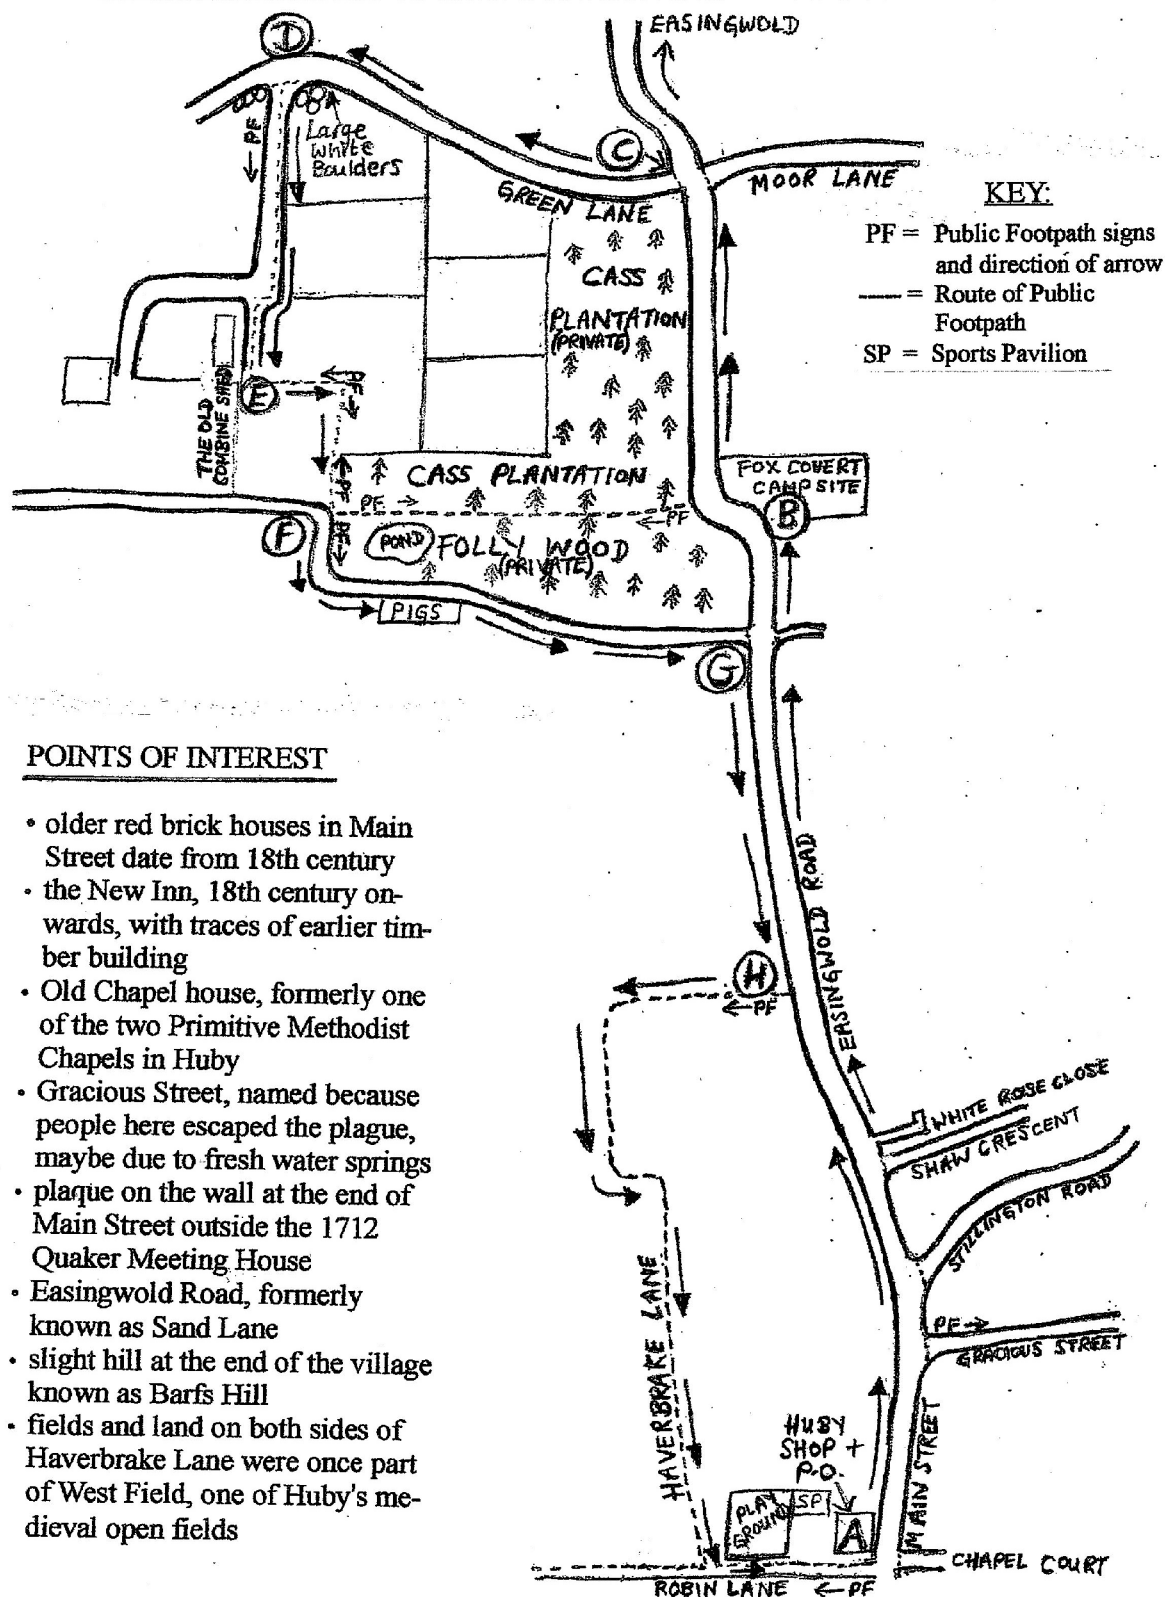 EASINGWOLD
D
PF
Large
White
Boulders
C
GREEN LANE
MOOR LANE
KEY:
PF = Public Footpath signs
and direction of arrow
---- = Route of Public
Footpath
SP = Sports Pavilion
CASS
PLANTATION
(PRIVATE)
THE OLD
COMBINE SHED
E
PF
PF
CASS PLANTATION
FOX COVERT
CAMP SITE
B
PF
PF
PF
PF
F
POND
FOLLY WOOD
(PRIVATE)
PIGS
G
POINTS OF INTEREST
• older red brick houses in Main
Street date from 18th century
• the New Inn, 18th century on-
wards, with traces of earlier tim-
ber building
• Old Chapel house, formerly one
of the two Primitive Methodist
Chapels in Huby
• Gracious Street, named because
people here escaped the plague,
maybe due to fresh water springs
• plaque on the wall at the end of
Main Street outside the 1712
Quaker Meeting House
• Easingwold Road, formerly
known as Sand Lane
• slight hill at the end of the village
known as Barfs Hill
• fields and land on both sides of
Haverbrake Lane were once part
of West Field, one of Huby's me-
dieval open fields
EASINGWOLD ROAD
H
PF
WHITE ROSE CLOSE
SHAW CRESCENT
STILLINGTON ROAD
PF
GRACIOUS STREET
HAVERBRAKE LANE
HUBY
SHOP +
P.O.
PLAY
GROUND
SP
A
MAIN STREET
CHAPEL COURT
ROBIN LANE
PF